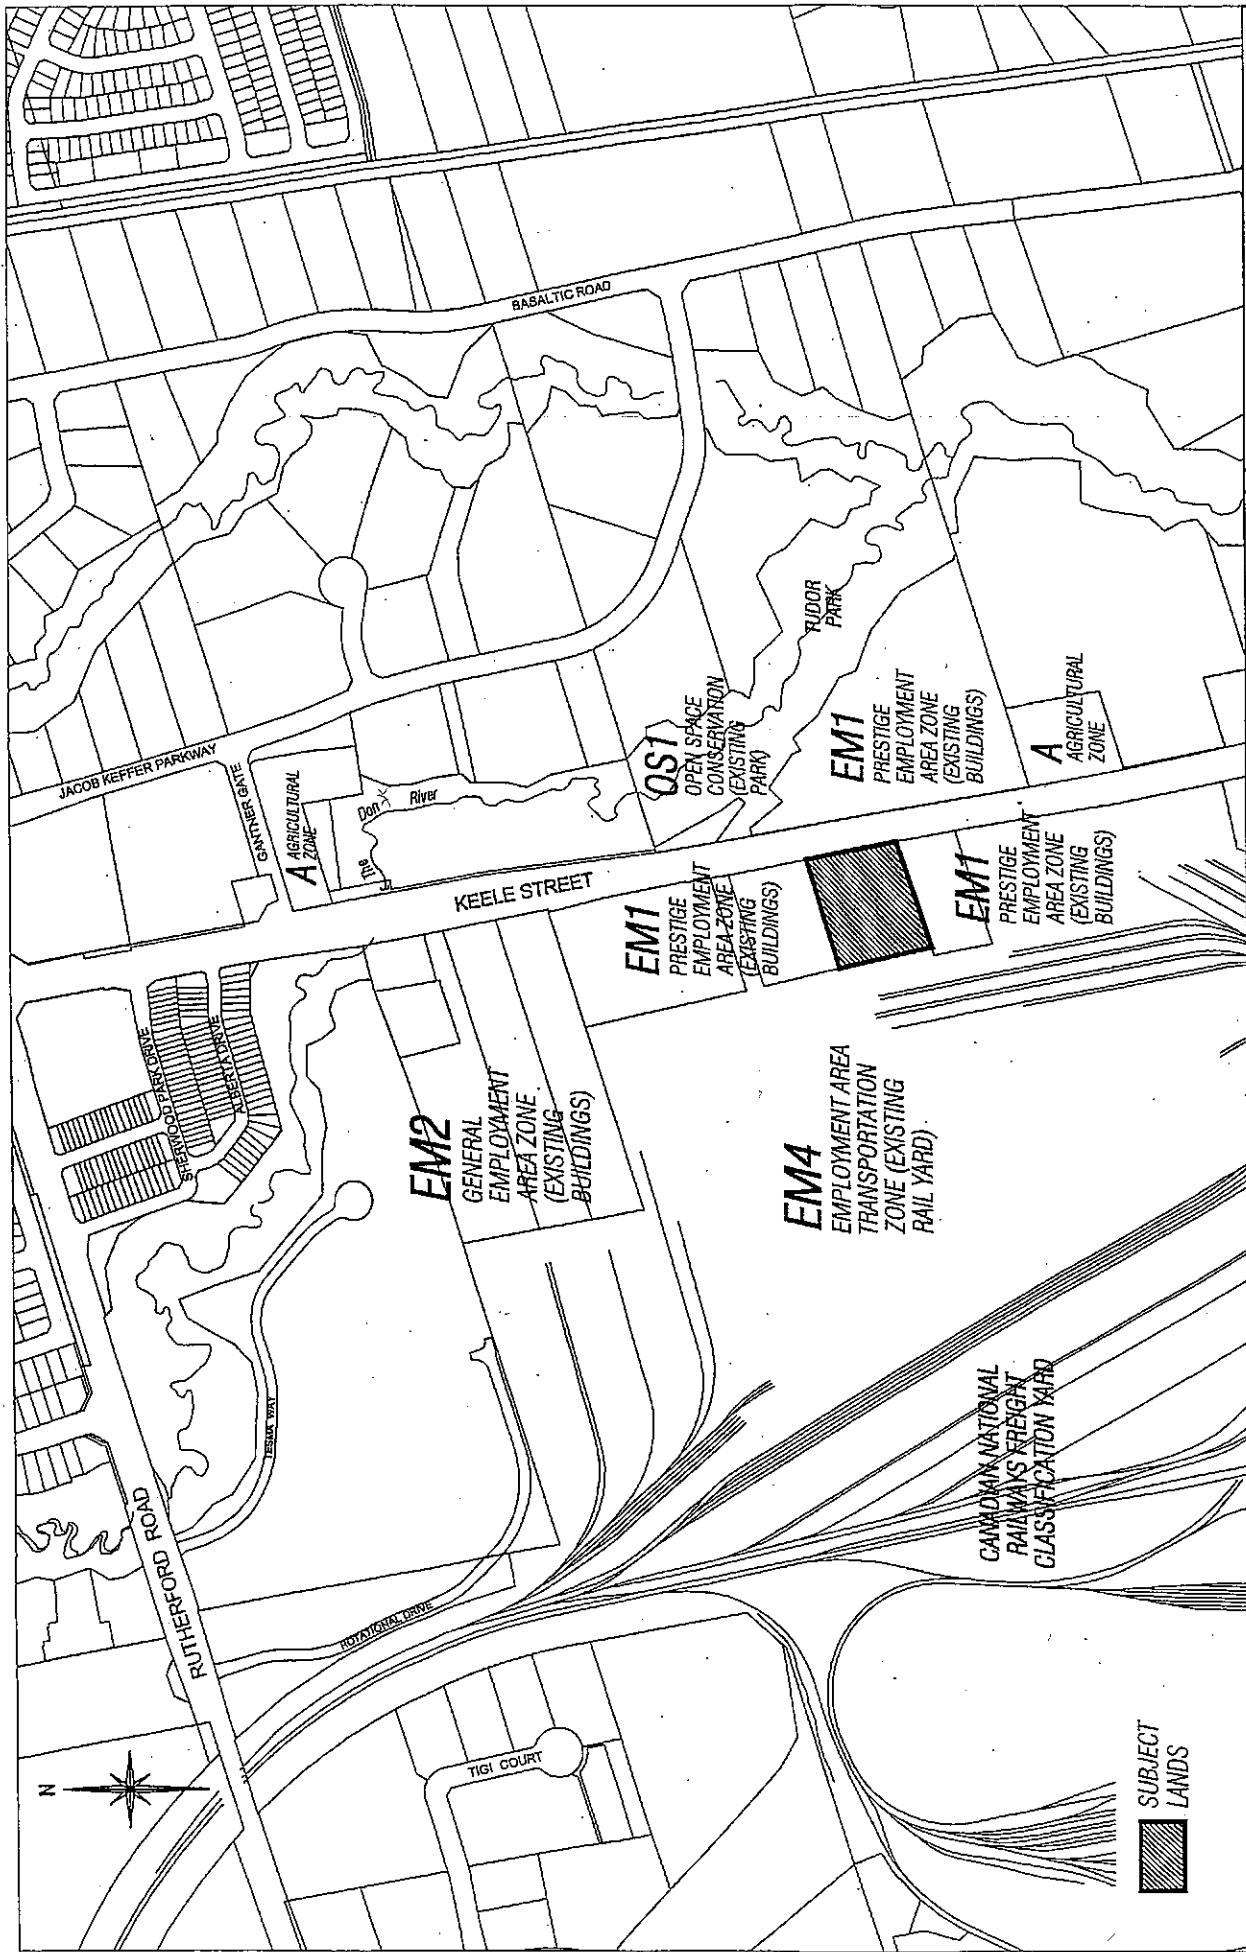 N
RUTHERFORD ROAD
TESMA WAY
ROTATIONAL DRIVE
TIGI COURT
SHERWOOD PARK DRIVE
ALBERTA DRIVE
KEELE STREET
JACOB KEFFER PARKWAY
GANTNER GATE
BASALTIC ROAD
A
AGRICULTURAL
ZONE
The
Don
River
EM2
GENERAL
EMPLOYMENT
AREA ZONE
(EXISTING
BUILDINGS)
EM1
PRESTIGE
EMPLOYMENT
AREA ZONE
(EXISTING
BUILDINGS)
OS1
OPEN SPACE
CONSERVATION
(EXISTING
PARK)
TUDOR
PARK
EM1
PRESTIGE
EMPLOYMENT
AREA ZONE
(EXISTING
BUILDINGS)
EM4
EMPLOYMENT AREA
TRANSPORTATION
ZONE (EXISTING
RAIL YARD)
EM1
PRESTIGE
EMPLOYMENT
AREA ZONE
(EXISTING
BUILDINGS)
A
AGRICULTURAL
ZONE
CANADIAN NATIONAL
RAILWAYS FREIGHT
CLASSIFICATION YARD
SUBJECT
LANDS